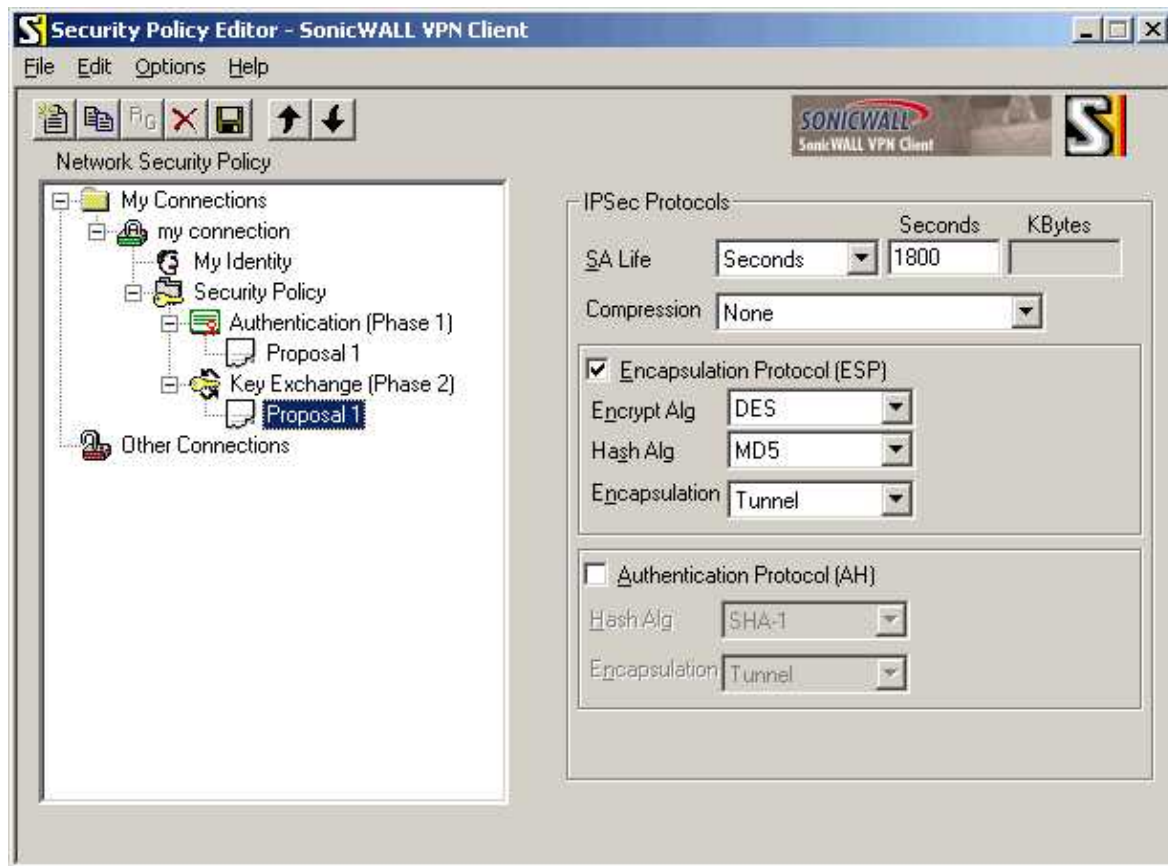 Security Policy Editor - SonicWALL VPN Client
File Edit Options Help
SONICWALL
SonicWALL VPN Client
Network Security Policy
My Connections
my connection
My Identity
Security Policy
Authentication (Phase 1)
Proposal 1
Key Exchange (Phase 2)
Proposal 1
Other Connections
IPSec Protocols
Seconds KBytes
SA Life Seconds 1800
Compression None
Encapsulation Protocol (ESP)
Encrypt Alg DES
Hash Alg MD5
Encapsulation Tunnel
Authentication Protocol (AH)
Hash Alg SHA-1
Encapsulation Tunnel